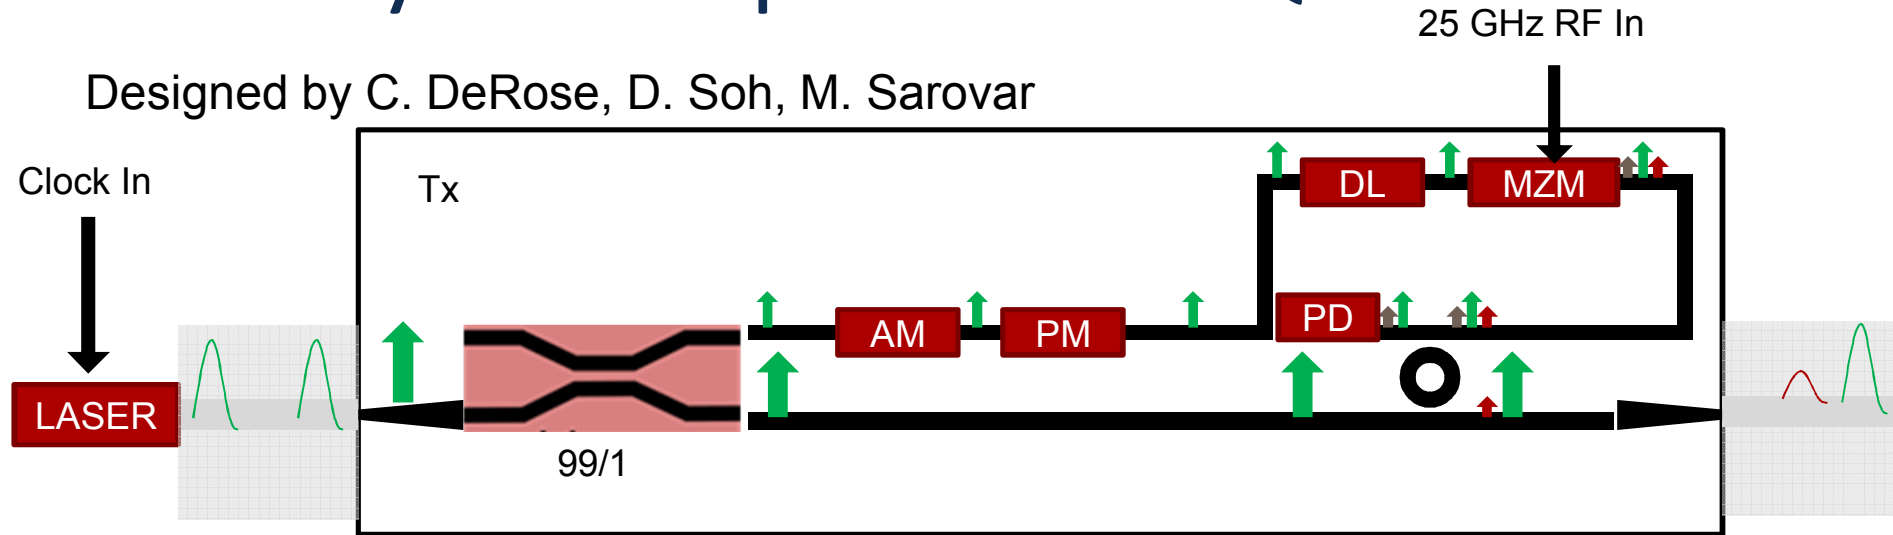 25 GHz RF In
Designed by C. DeRose, D. Soh, M. Sarovar
Clock In
Tx
DL
MZM
AM
PM
PD
LASER
99/1